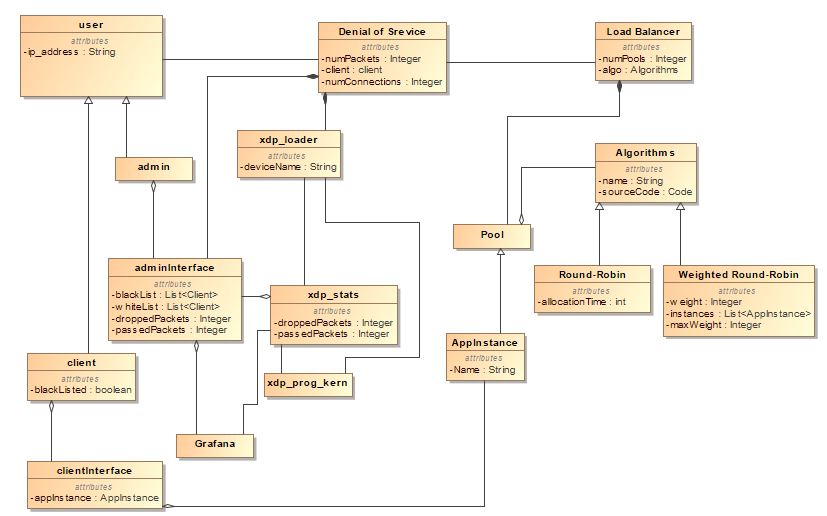 user
attributes
-ip_address : String
Denial of Srevice
attributes
-numPackets : Integer
-client : client
-numConnections : Integer
Load Balancer
attributes
-numPools : Integer
-algo : Algorithms
xdp_loader
attributes
-deviceName : String
admin
Algorithms
attributes
-name : String
-sourceCode : Code
Pool
adminInterface
attributes
-blackList : List<Client>
-whiteList : List<Client>
-droppedPackets : Integer
-passedPackets : Integer
xdp_stats
attributes
-droppedPackets : Integer
-passedPackets : Integer
Round-Robin
attributes
-allocationTime : int
Weighted Round-Robin
attributes
-weight : Integer
-instances : List<AppInstance>
-maxWeight : Integer
AppInstance
attributes
-Name : String
client
attributes
-blackListed : boolean
xdp_prog_kern
Grafana
clientInterface
attributes
-appInstance : AppInstance